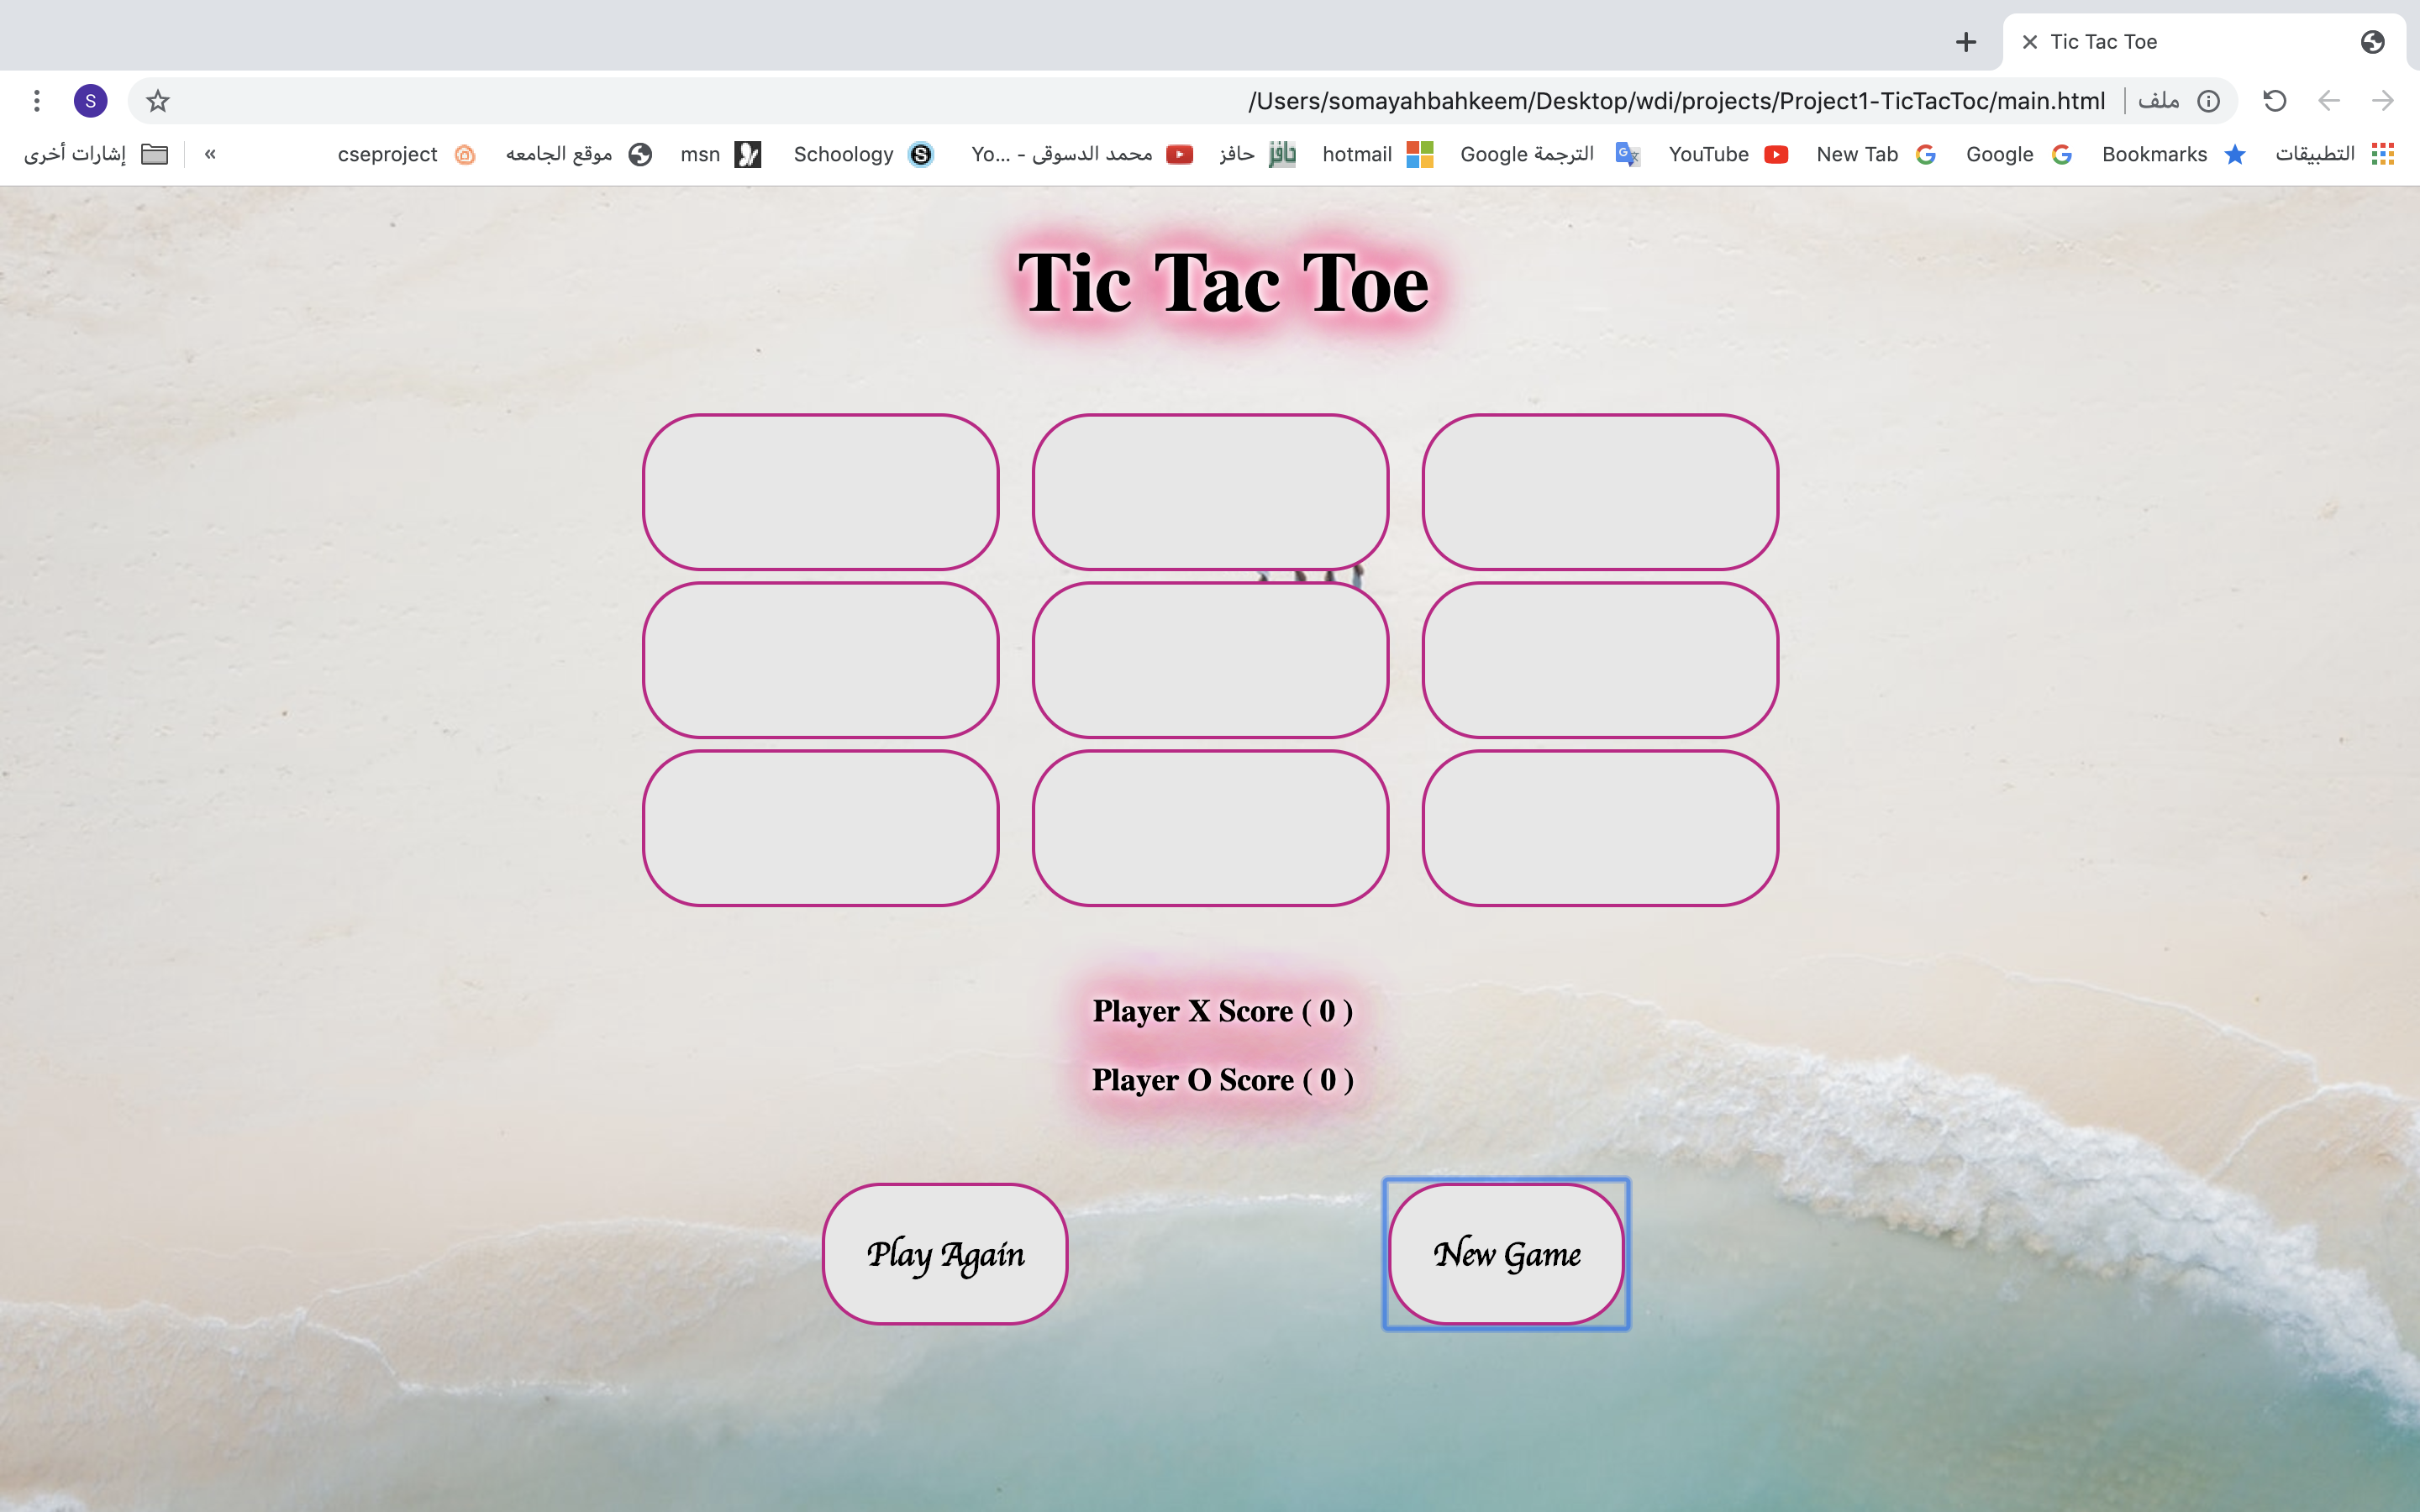 Tic Tac Toe
S
/Users/somayahbahkeem/Desktop/wdi/projects/Project1-TicTacToc/main.html | ملف
التطبيقات Bookmarks Google New Tab YouTube الترجمة Google hotmail حافز محمد الدسوقى - Yo... Schoology msn موقع الجامعه cseproject » إشارات أخرى
Tic Tac Toe
Player X Score ( 0 )
Player O Score ( 0 )
Play Again New Game